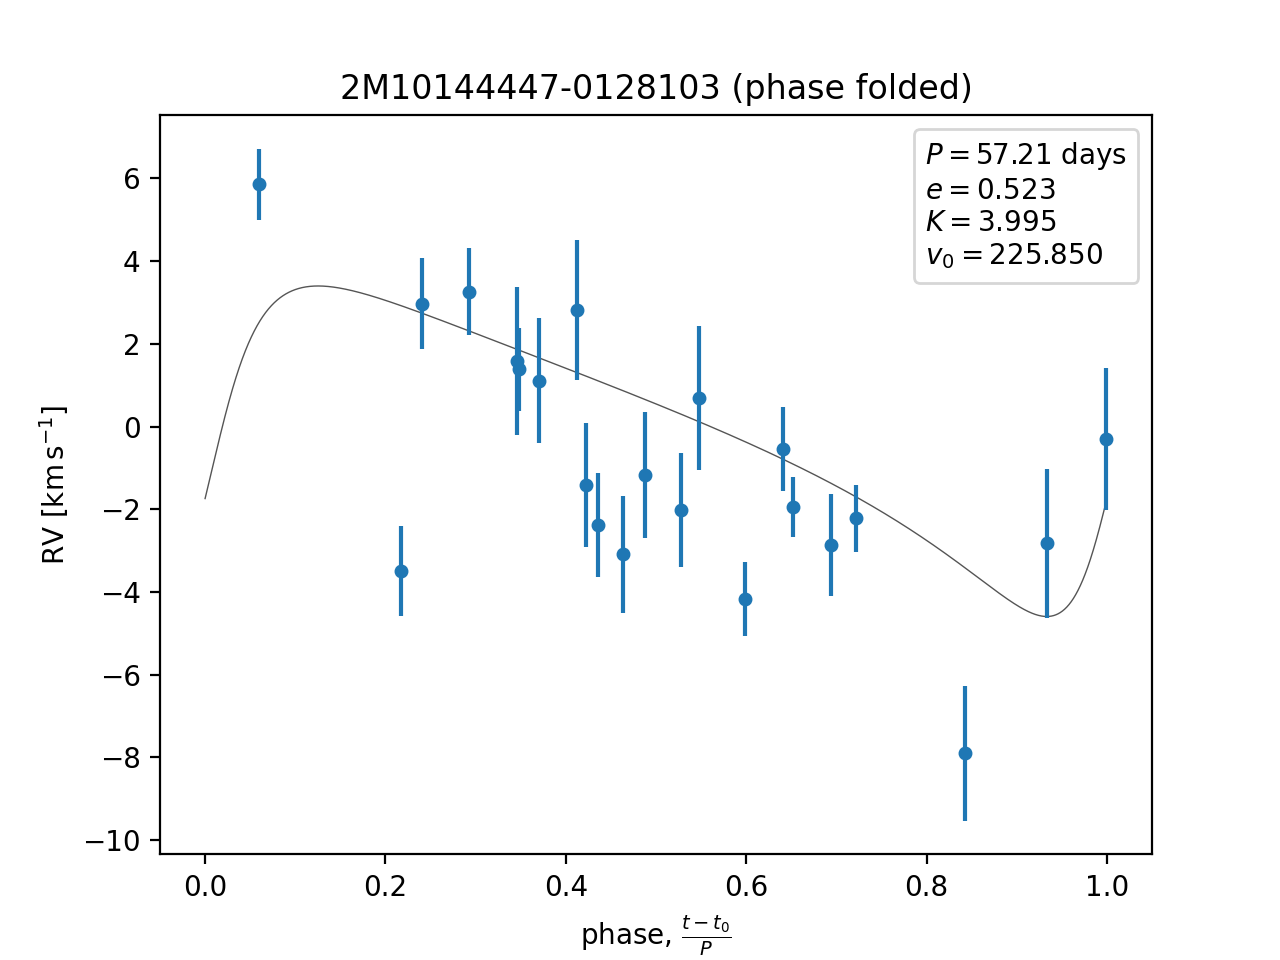 2M10144447-0128103 (phase folded)
P = 57.21 days
e = 0.523
K = 3.995
v₀ = 225.850
6
4
2
0
−2
−4
−6
−8
−10
RV [km s⁻¹]
0.0 0.2 0.4 0.6 0.8 1.0
phase, (t − t₀)/P